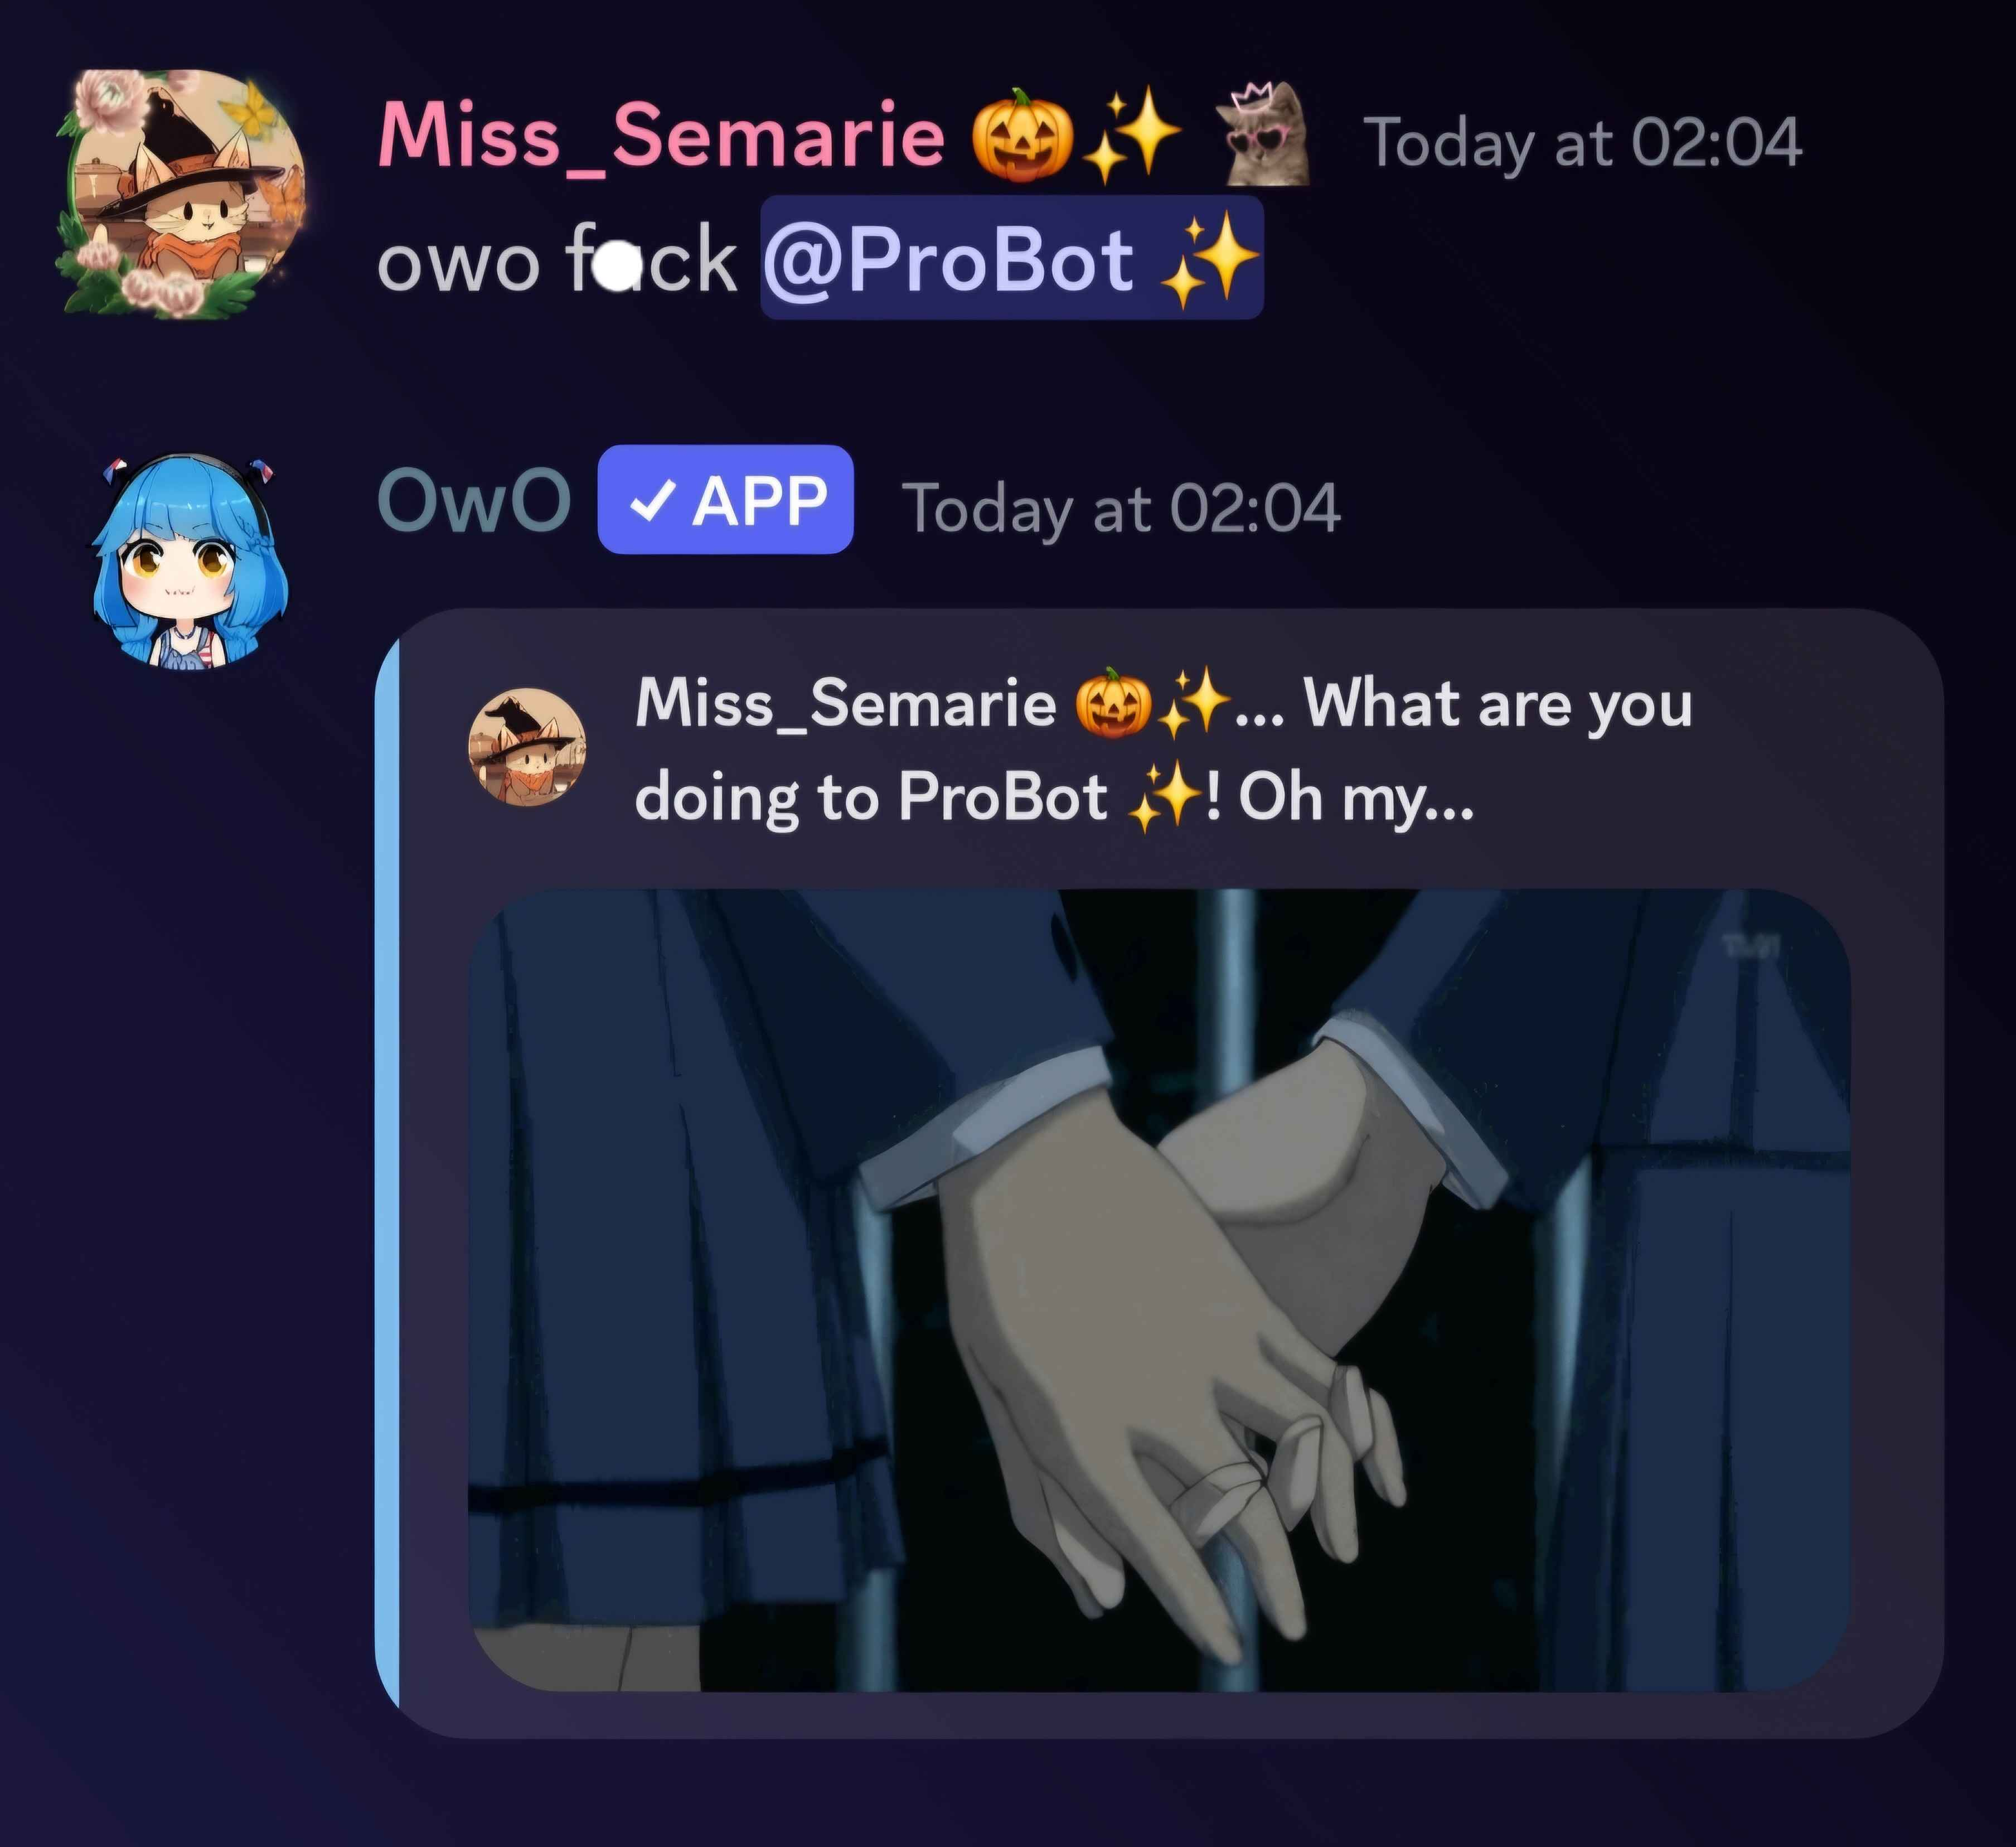 Miss_Semarie 🎃✨ Today at 02:04
owo f●ck @ProBot ✨
OwO ✓ APP Today at 02:04
Miss_Semarie 🎃✨... What are you
doing to ProBot ✨! Oh my...